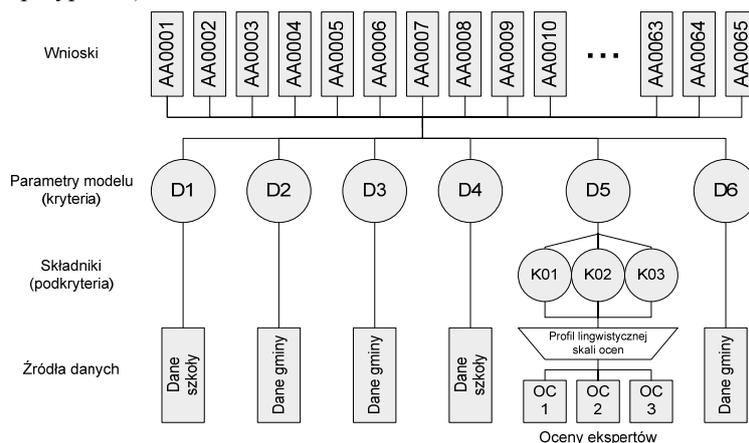 Wnioski
AA0001
AA0002
AA0003
AA0004
AA0005
AA0006
AA0007
AA0008
AA0009
AA0010
...
AA0063
AA0064
AA0065
Parametry modelu
(kryteria)
D1
D2
D3
D4
D5
D6
Składniki
(podkryteria)
K01
K02
K03
Źródła danych
Dane
szkoły
Dane gminy
Dane gminy
Dane
szkoły
Profil lingwistycznej
skali ocen
Dane gminy
OC
1
OC
2
OC
3
Oceny ekspertów